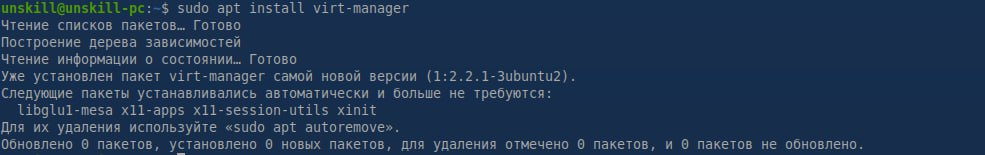 unskill@unskill-pc:~$ sudo apt install virt-manager
Чтение списков пакетов… Готово
Построение дерева зависимостей
Чтение информации о состоянии… Готово
Уже установлен пакет virt-manager самой новой версии (1:2.2.1-3ubuntu2).
Следующие пакеты устанавливались автоматически и больше не требуются:
  libglu1-mesa x11-apps x11-session-utils xinit
Для их удаления используйте «sudo apt autoremove».
Обновлено 0 пакетов, установлено 0 новых пакетов, для удаления отмечено 0 пакетов, и 0 пакетов не обновлено.